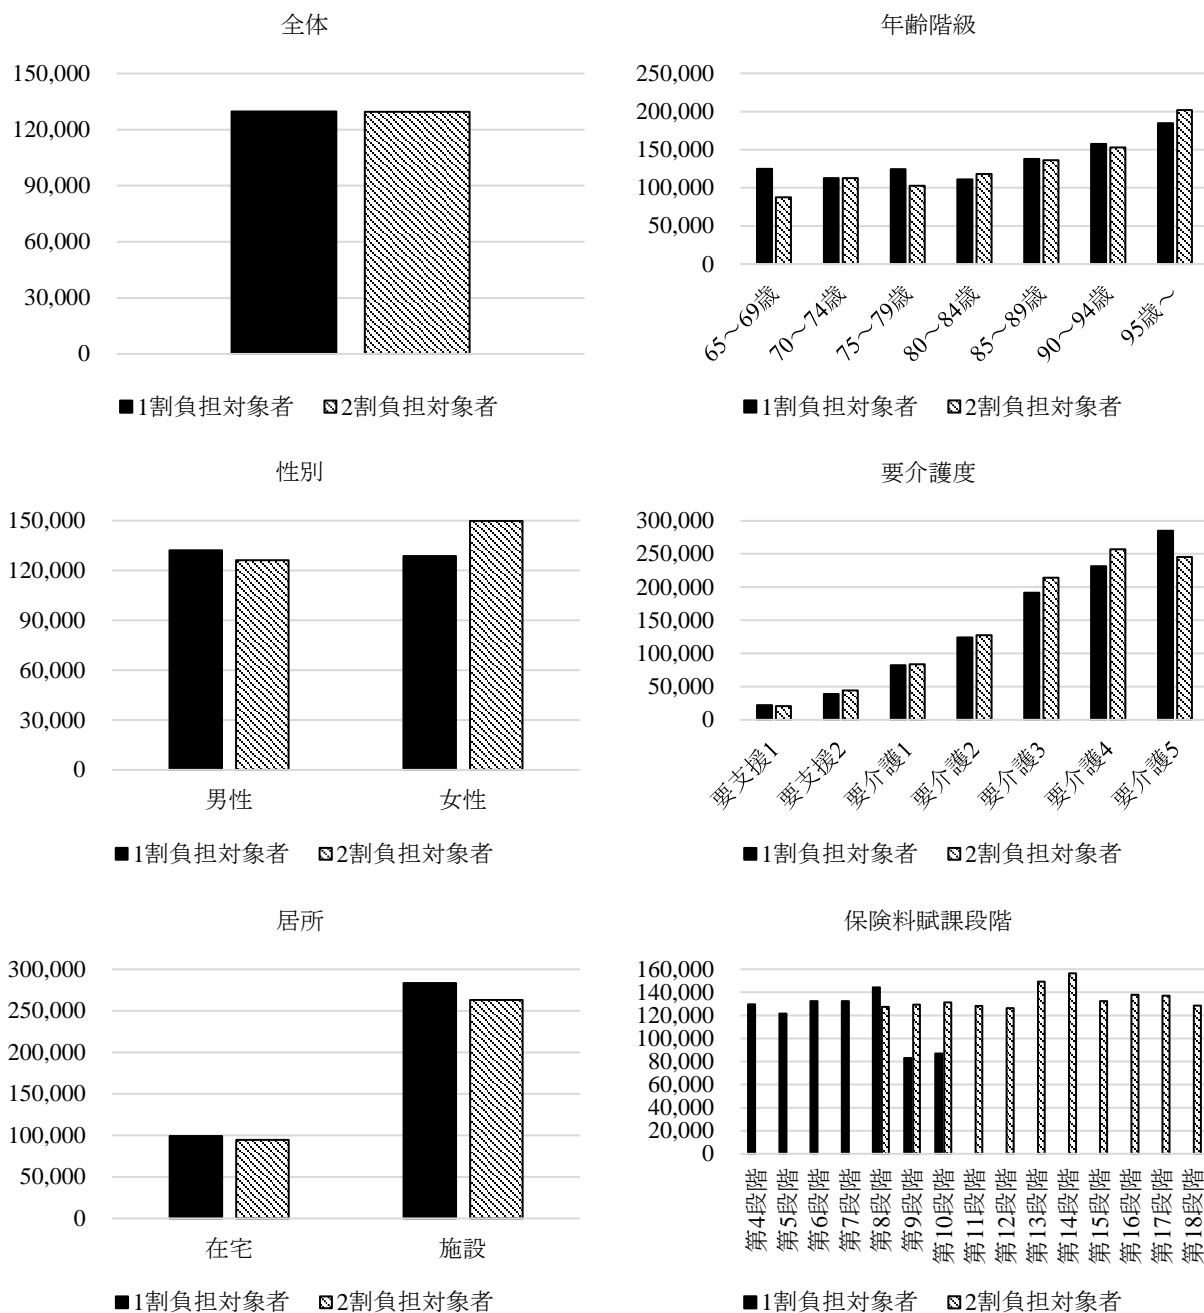 全体
150,000
120,000
90,000
60,000
30,000
0
■1割負担対象者 2割負担対象者
年齢階級
250,000
200,000
150,000
100,000
50,000
0
65～69歳
70～74歳
75～79歳
80～84歳
85～89歳
90～94歳
95歳～
■1割負担対象者 2割負担対象者
性別
150,000
120,000
90,000
60,000
30,000
0
男性 女性
■1割負担対象者 2割負担対象者
要介護度
300,000
250,000
200,000
150,000
100,000
50,000
0
要支援1
要支援2
要介護1
要介護2
要介護3
要介護4
要介護5
■1割負担対象者 2割負担対象者
居所
300,000
250,000
200,000
150,000
100,000
50,000
0
在宅 施設
■1割負担対象者 2割負担対象者
保険料賦課段階
160,000
140,000
120,000
100,000
80,000
60,000
40,000
20,000
0
第4段階
第5段階
第6段階
第7段階
第8段階
第9段階
第10段階
第11段階
第12段階
第13段階
第14段階
第15段階
第16段階
第17段階
第18段階
■1割負担対象者 2割負担対象者